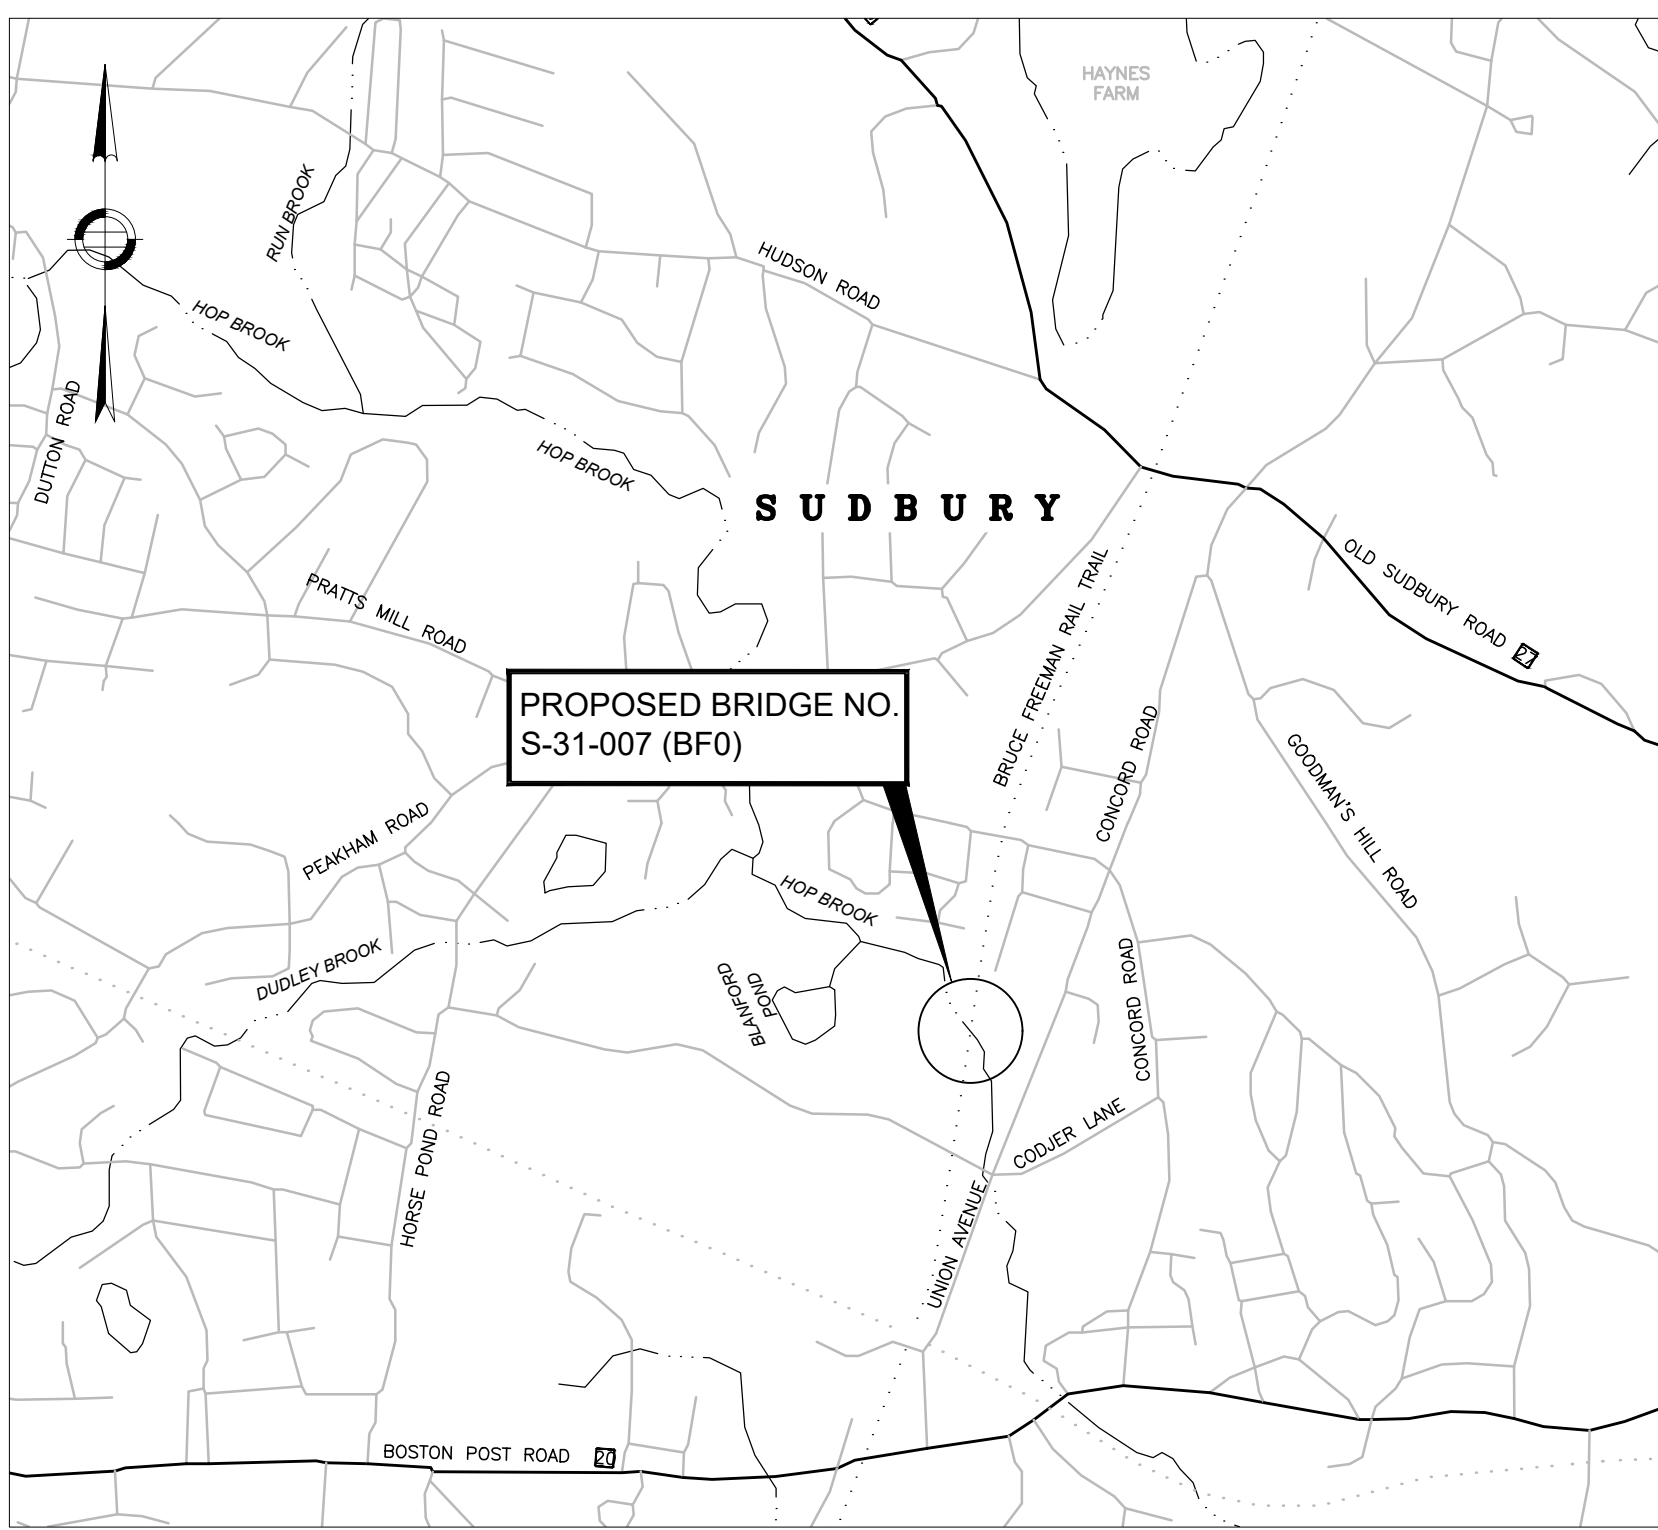 HAYNES
FARM
RUN BROOK
HUDSON ROAD
HOP BROOK
DUTTON ROAD
HOP BROOK
SUDBURY
OLD SUDBURY ROAD 27
BRUCE FREEMAN RAIL TRAIL
PRATTS MILL ROAD
PROPOSED BRIDGE NO.
S-31-007 (BF0)
CONCORD ROAD
GOODMAN'S HILL ROAD
PEAKHAM ROAD
HOP BROOK
DUDLEY BROOK
BLANFORD
POND
CONCORD ROAD
HORSE POND ROAD
CODJER LANE
UNION AVENUE
BOSTON POST ROAD 20